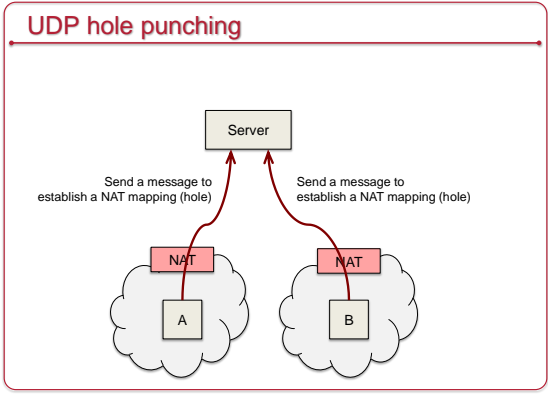 UDP hole punching
Server
Send a message to
establish a NAT mapping (hole)
Send a message to
establish a NAT mapping (hole)
NAT
NAT
A
B